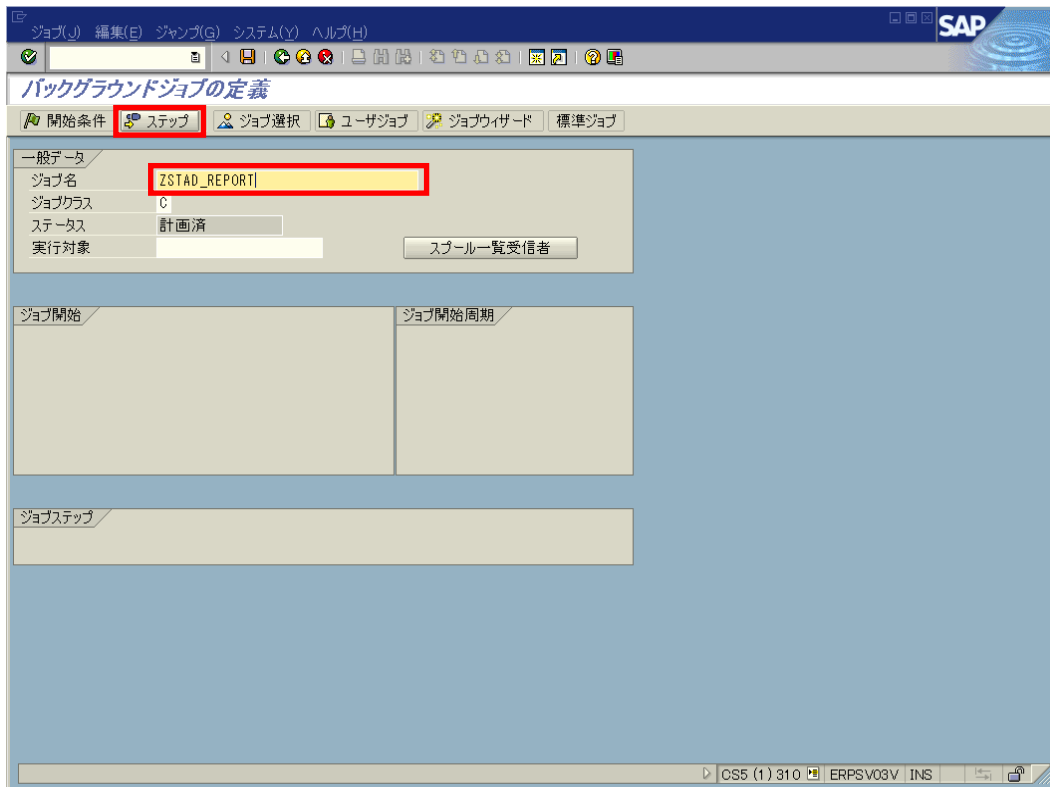 ジョブ(J) 編集(E) ジャンプ(G) システム(Y) ヘルプ(H)
SAP
バックグラウンドジョブの定義
開始条件 ステップ ジョブ選択 ユーザジョブ ジョブウィザード 標準ジョブ
一般データ
ジョブ名 ZSTAD_REPORT
ジョブクラス C
ステータス 計画済
実行対象 スプール一覧受信者
ジョブ開始 ジョブ開始周期
ジョブステップ
CS5 (1) 310 ERPSV03V INS